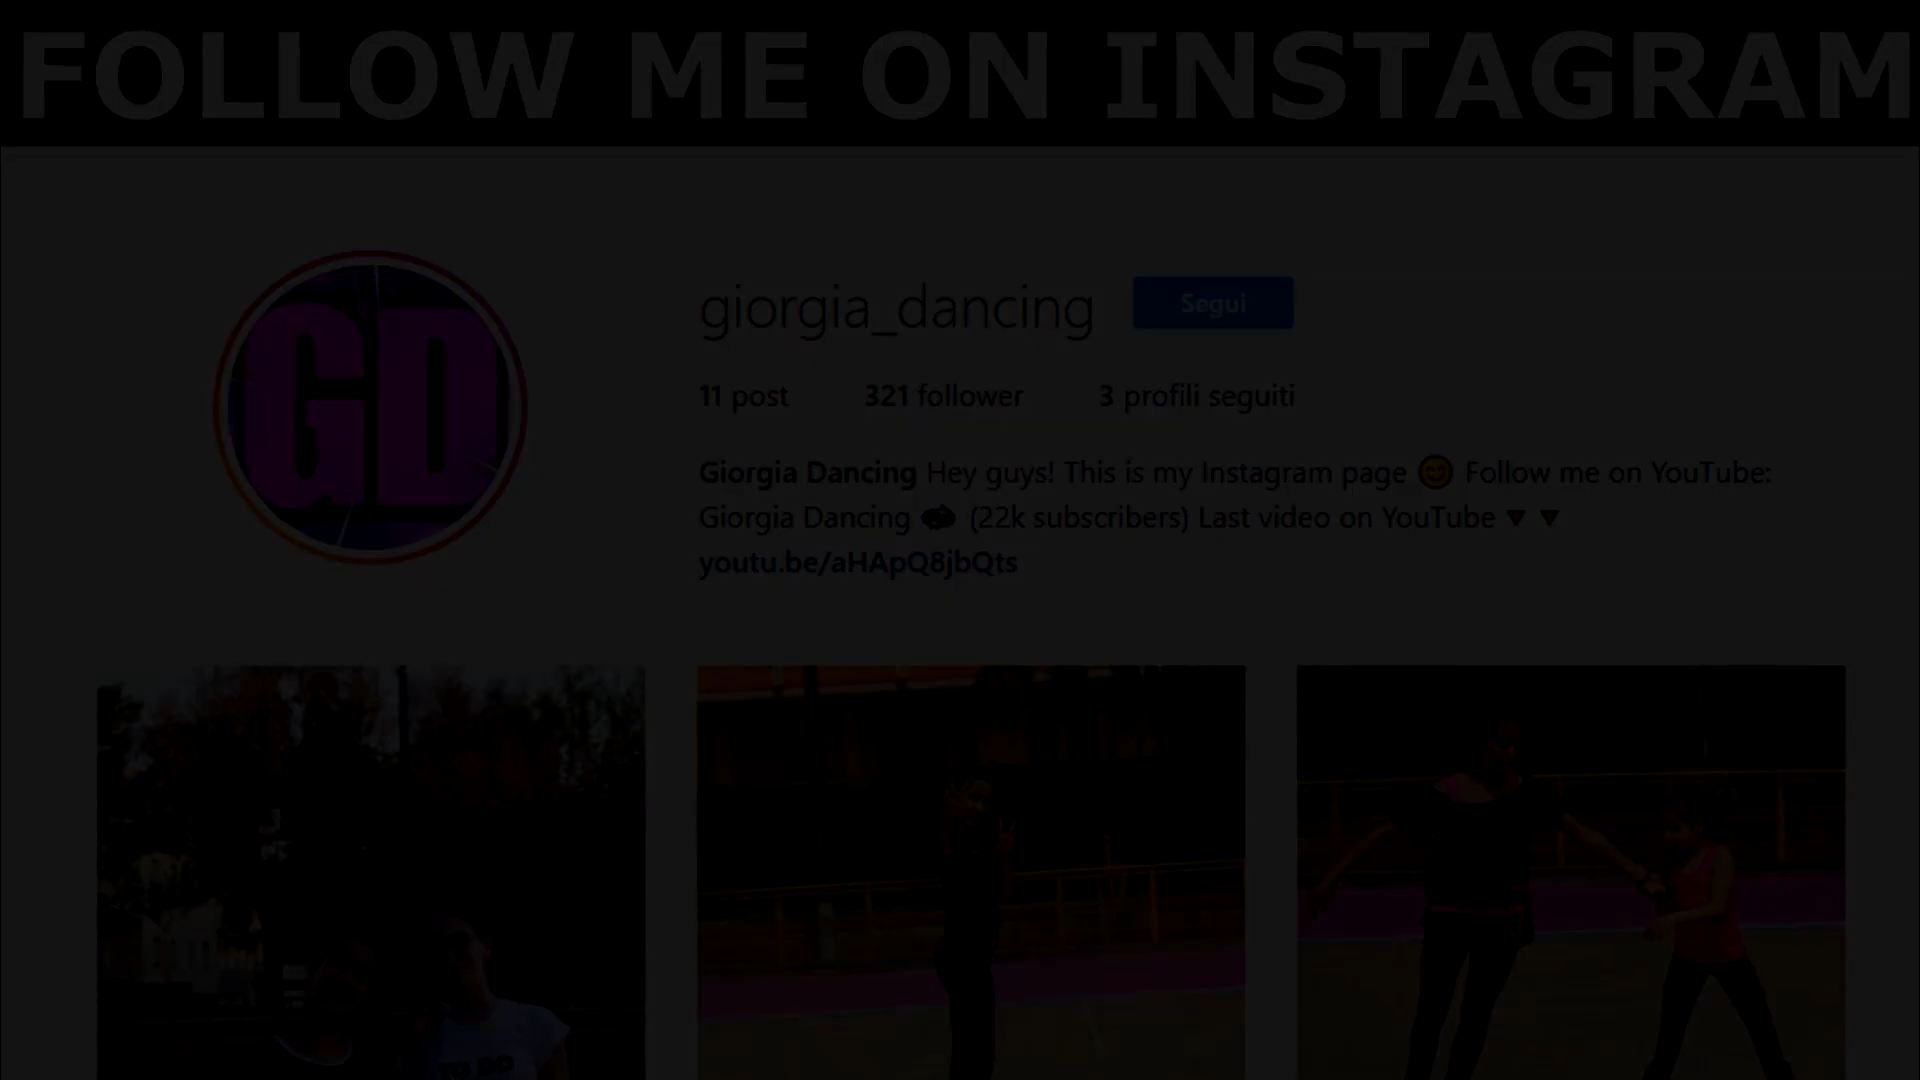 FOLLOW ME ON INSTAGRAM
GD
giorgia_dancing Segui
11 post 321 follower 3 profili seguiti
Giorgia Dancing Hey guys! This is my Instagram page 😊 Follow me on YouTube:
Giorgia Dancing (22k subscribers) Last video on YouTube 🔻🔻
youtu.be/aHApQ8jbQts
TO DO